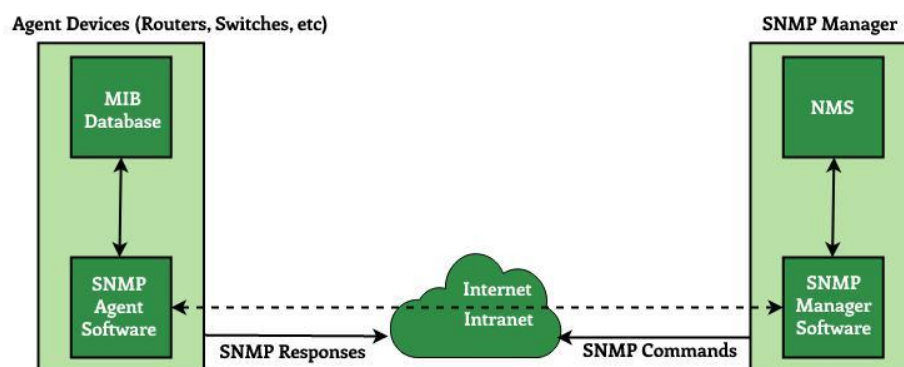 Agent Devices (Routers, Switches, etc)
SNMP Manager
MIB
Database
NMS
SNMP
Agent
Software
Internet
Intranet
SNMP
Manager
Software
SNMP Responses
SNMP Commands